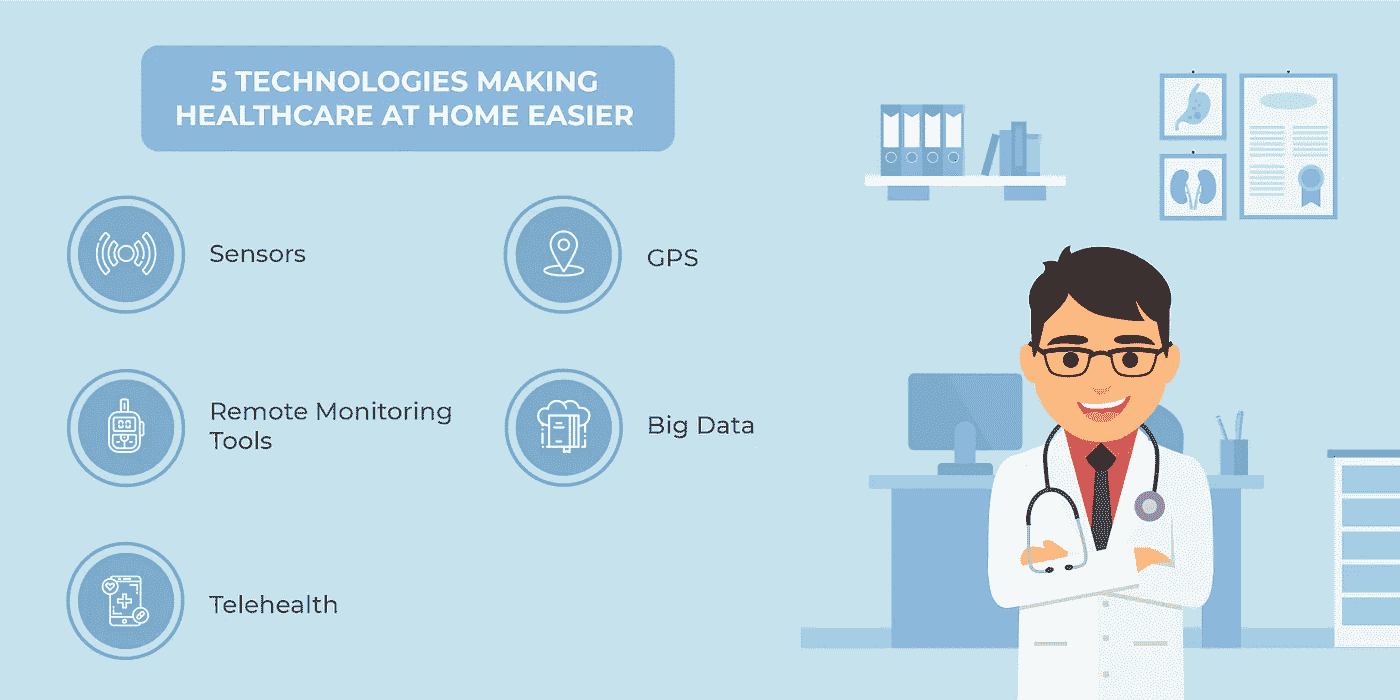 5 TECHNOLOGIES MAKING
HEALTHCARE AT HOME EASIER
Sensors
GPS
Remote Monitoring
Tools
Big Data
Telehealth